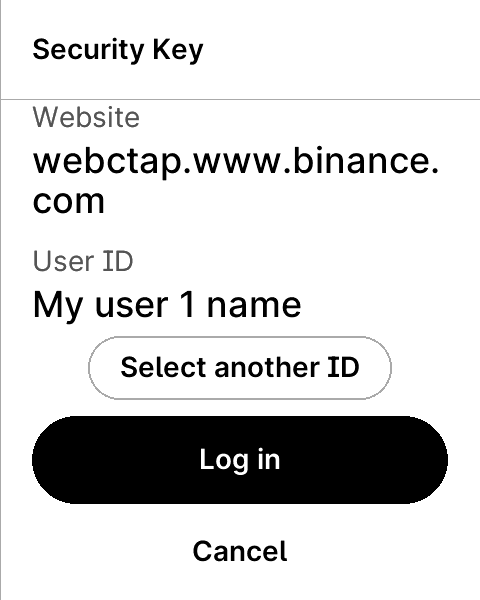 Security Key
Website
webctap.www.binance.
com
User ID
My user 1 name
Select another ID
Log in
Cancel